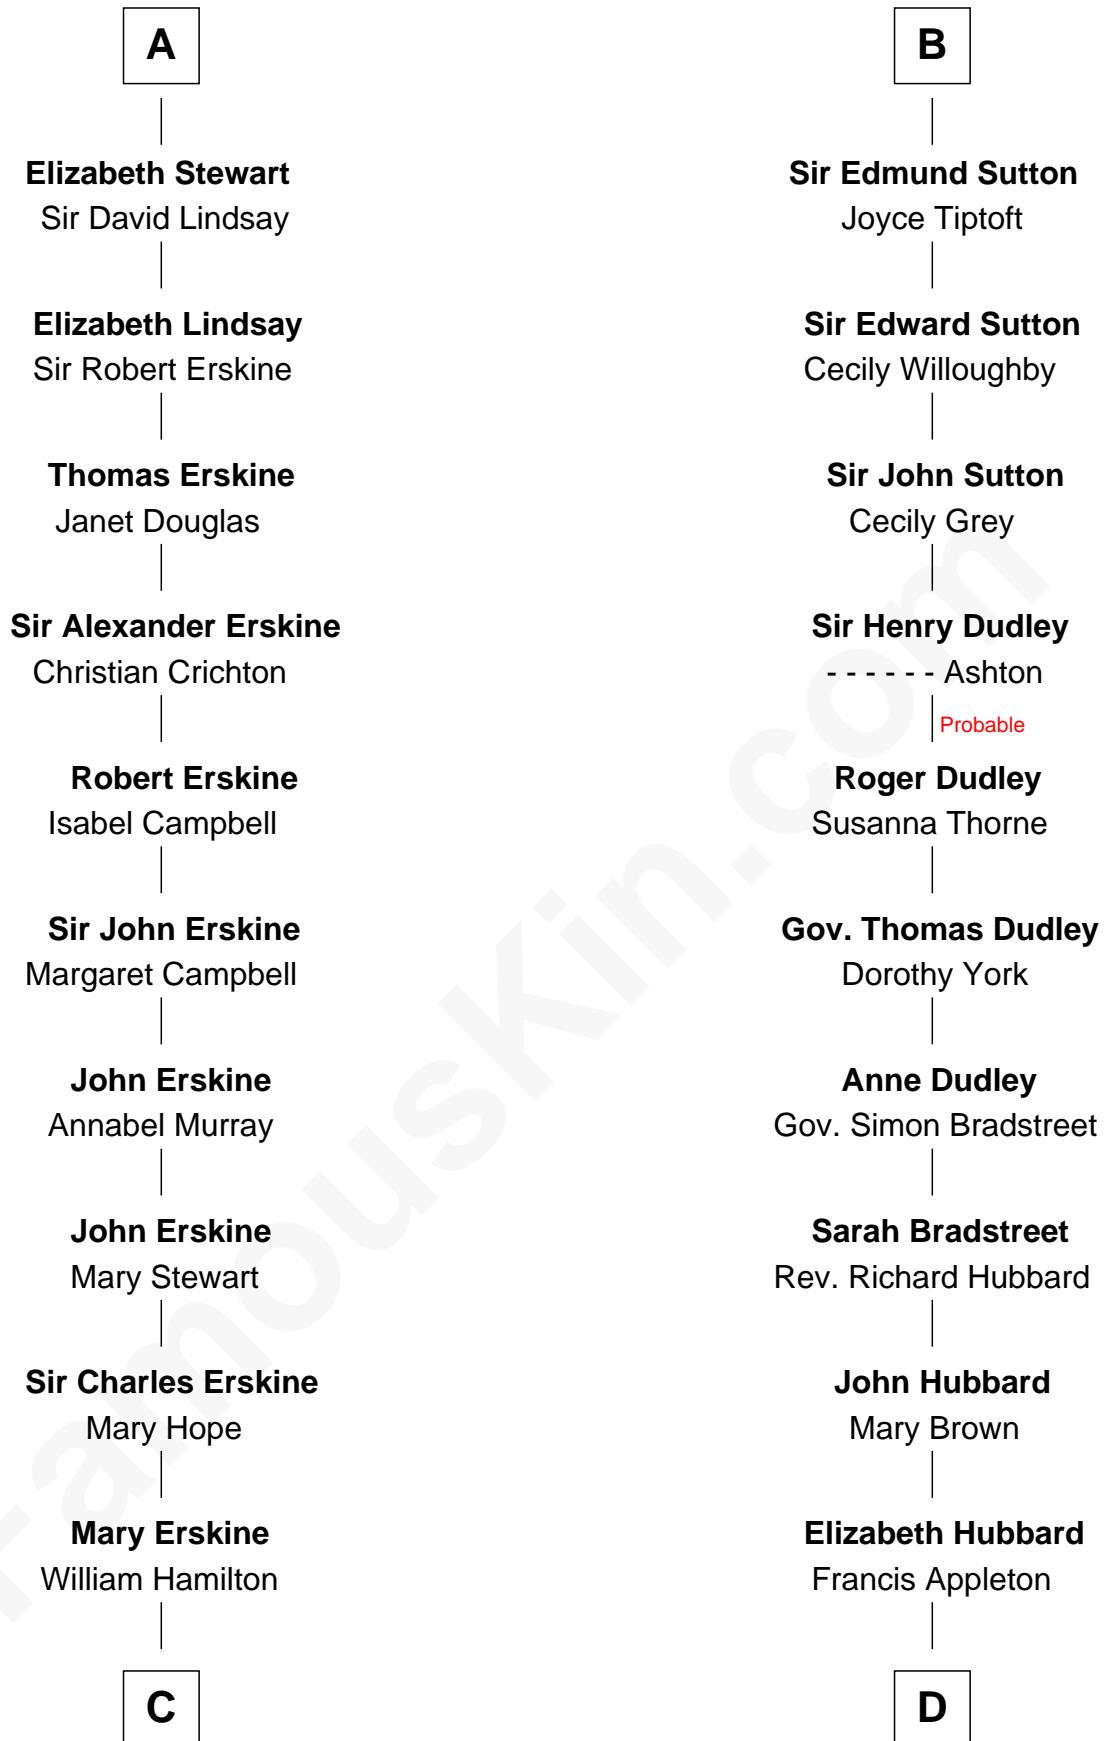 A
Elizabeth Stewart
Sir David Lindsay
Elizabeth Lindsay
Sir Robert Erskine
Thomas Erskine
Janet Douglas
Sir Alexander Erskine
Christian Crichton
Robert Erskine
Isabel Campbell
Sir John Erskine
Margaret Campbell
John Erskine
Annabel Murray
John Erskine
Mary Stewart
Sir Charles Erskine
Mary Hope
Mary Erskine
William Hamilton
C
B
Sir Edmund Sutton
Joyce Tiptoft
Sir Edward Sutton
Cecily Willoughby
Sir John Sutton
Cecily Grey
Sir Henry Dudley
- - - - - - Ashton
Probable
Roger Dudley
Susanna Thorne
Gov. Thomas Dudley
Dorothy York
Anne Dudley
Gov. Simon Bradstreet
Sarah Bradstreet
Rev. Richard Hubbard
John Hubbard
Mary Brown
Elizabeth Hubbard
Francis Appleton
D
FamousKin.com